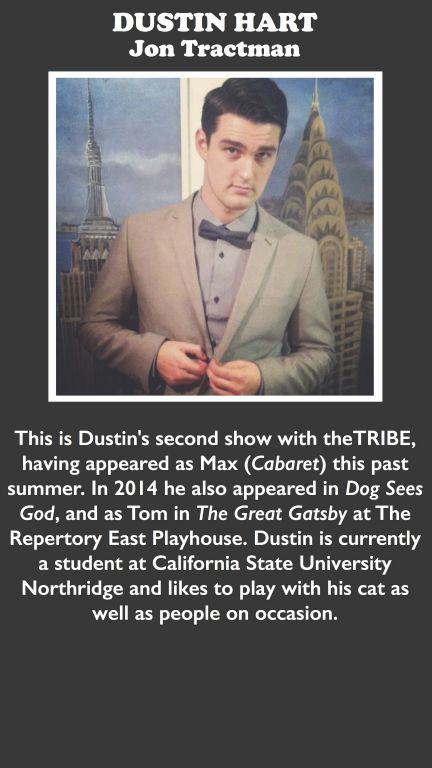 DUSTIN HART
Jon Tractman
This is Dustin's second show with theTRIBE,
having appeared as Max (Cabaret) this past
summer. In 2014 he also appeared in Dog Sees
God, and as Tom in The Great Gatsby at The
Repertory East Playhouse. Dustin is currently
a student at California State University
Northridge and likes to play with his cat as
well as people on occasion.